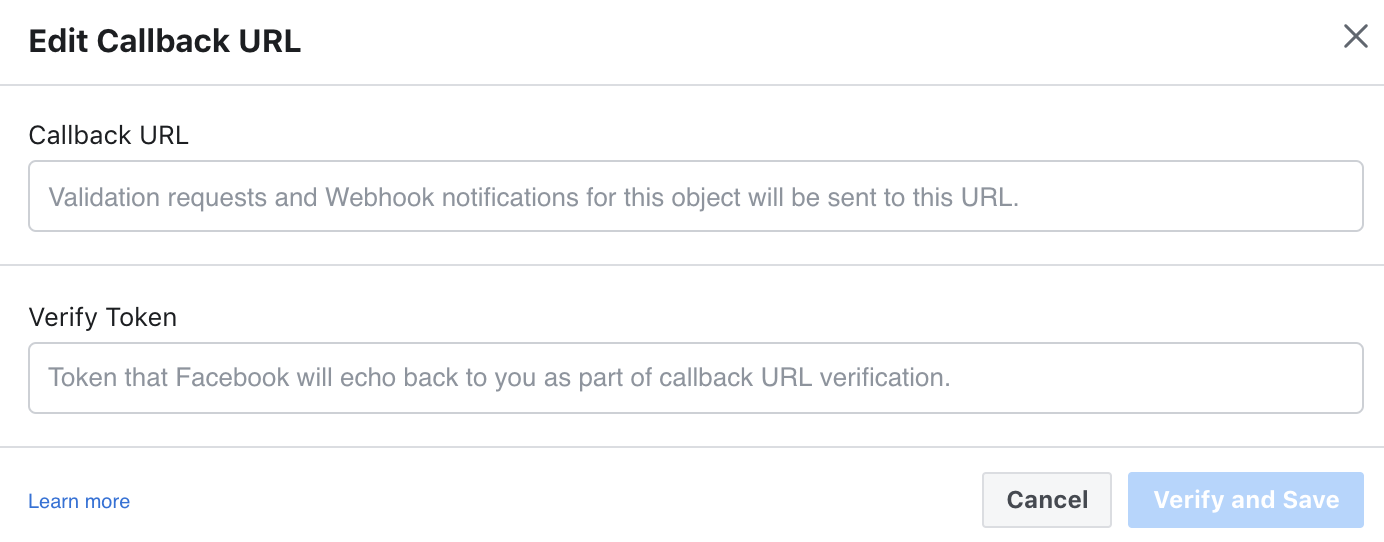 Edit Callback URL
Callback URL
Validation requests and Webhook notifications for this object will be sent to this URL.
Verify Token
Token that Facebook will echo back to you as part of callback URL verification.
Learn more
Cancel
Verify and Save